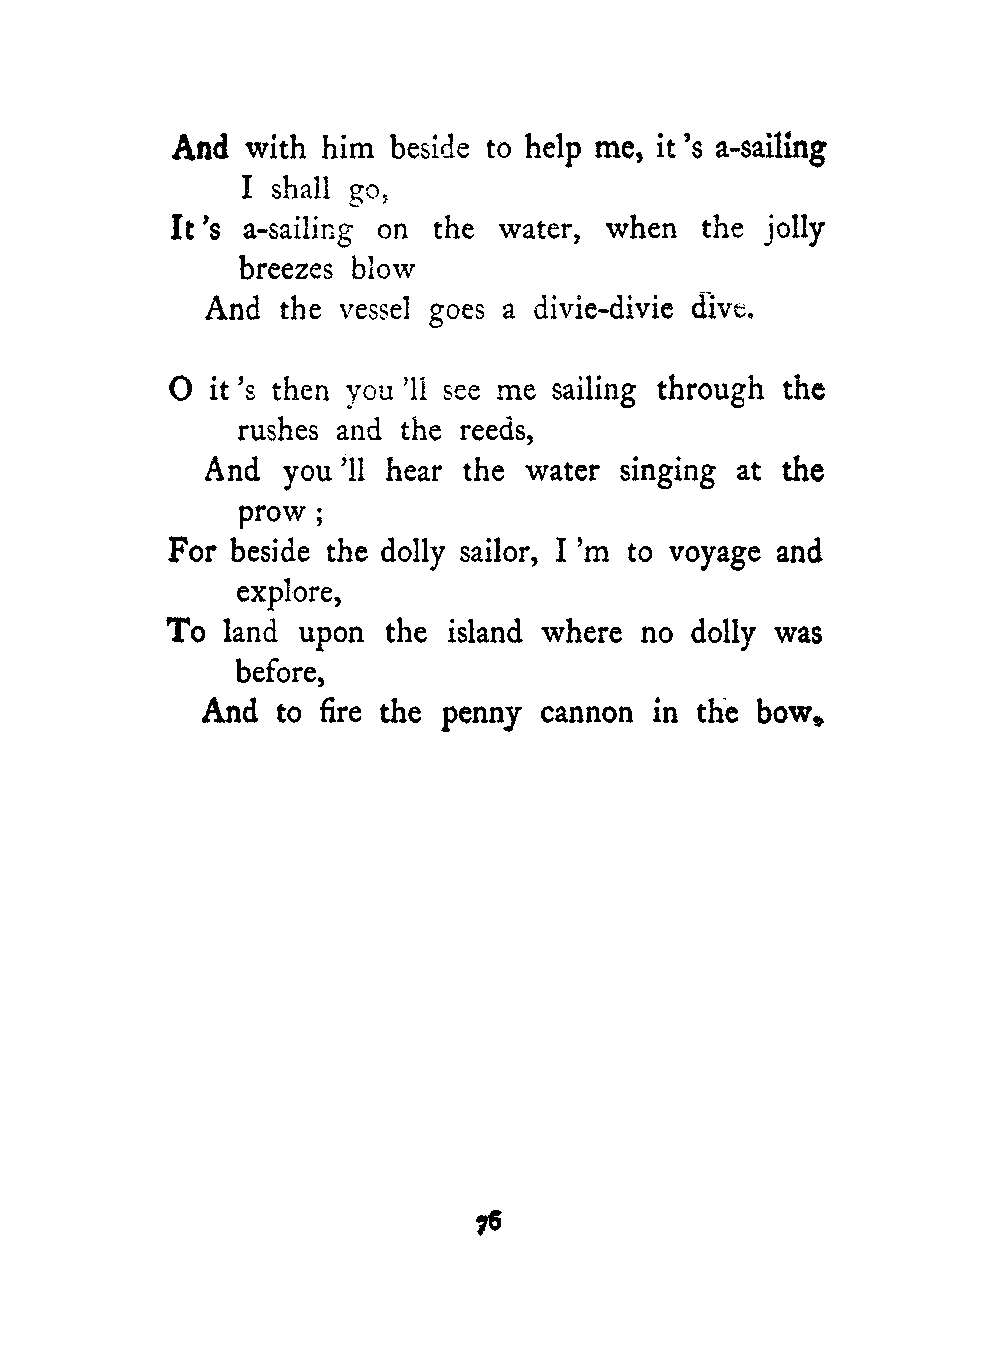 And with him beside to help me, it 's a-sailing
I shall go,
It 's a-sailing on the water, when the jolly
breezes blow
And the vessel goes a divie-divie dive.
O it 's then you 'll see me sailing through the
rushes and the reeds,
And you 'll hear the water singing at the
prow ;
For beside the dolly sailor, I 'm to voyage and
explore,
To land upon the island where no dolly was
before,
And to fire the penny cannon in the bow.
76